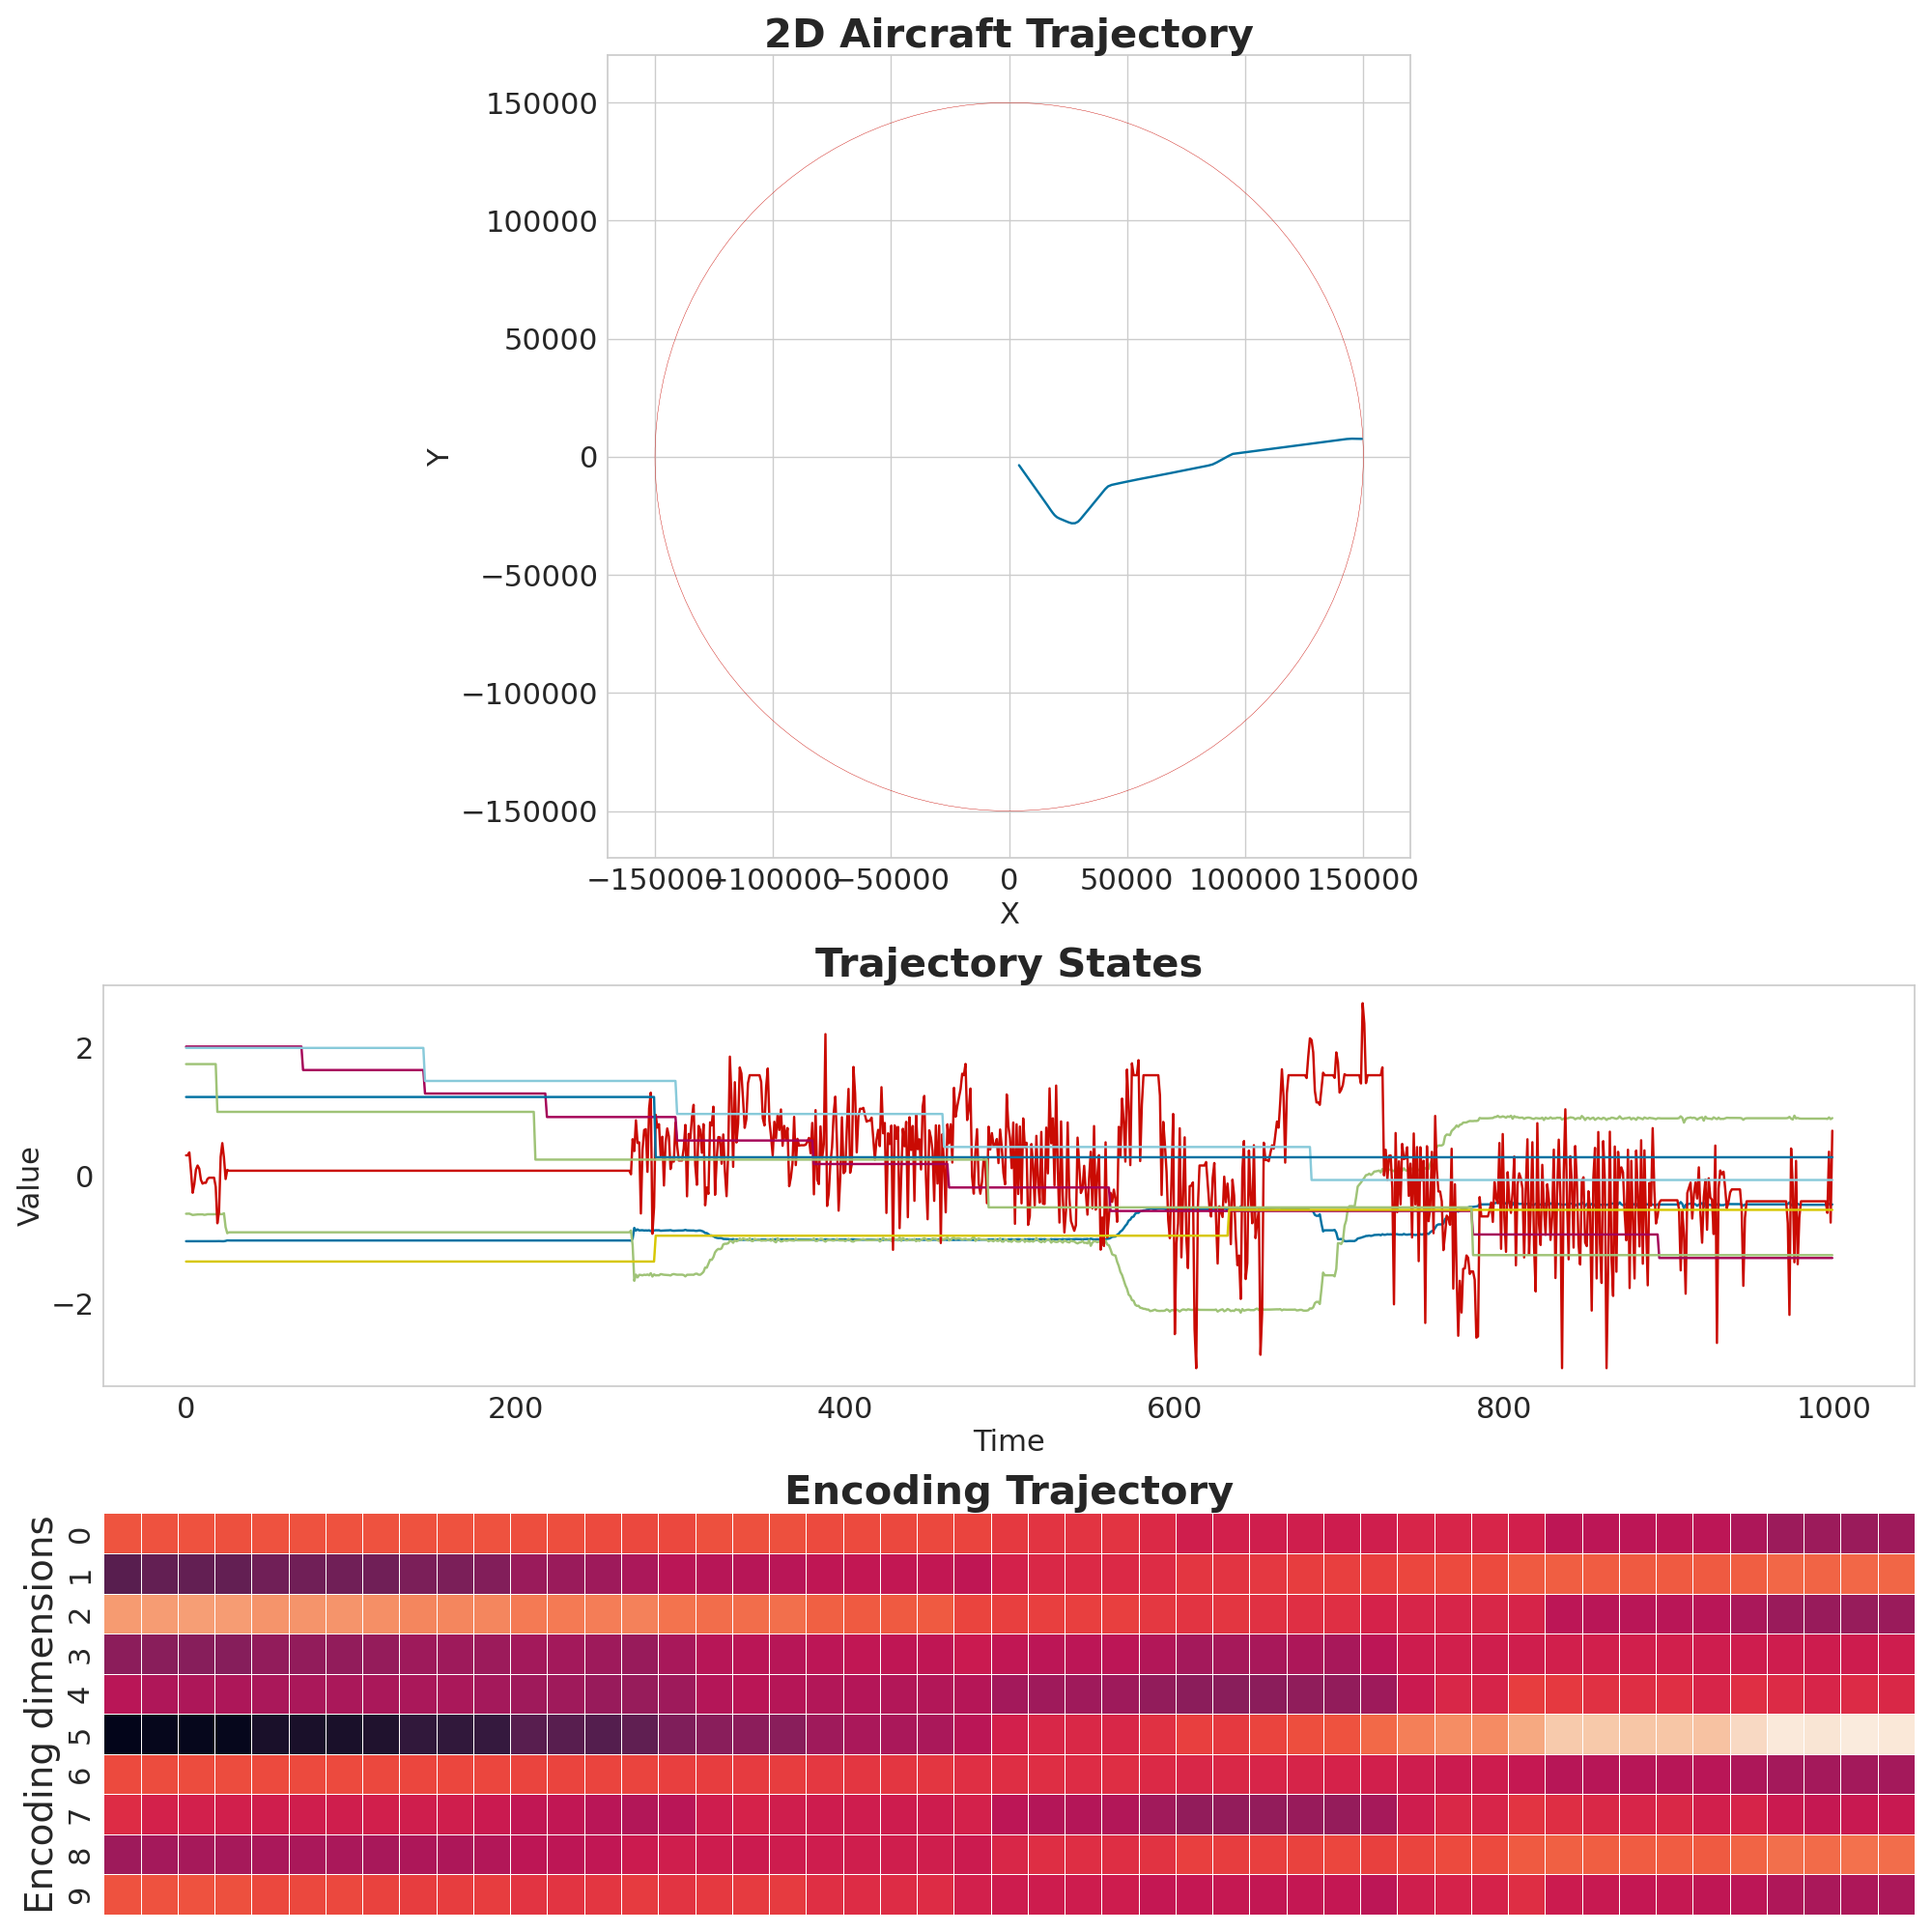 2D Aircraft Trajectory
150000
100000
50000
0
−50000
−100000
−150000
Y
−150000 −100000 −50000 0 50000 100000 150000
X
Trajectory States
2
0
−2
Value
0 200 400 600 800 1000
Time
Encoding Trajectory
Encoding dimensions
0
1
2
3
4
5
6
7
8
9